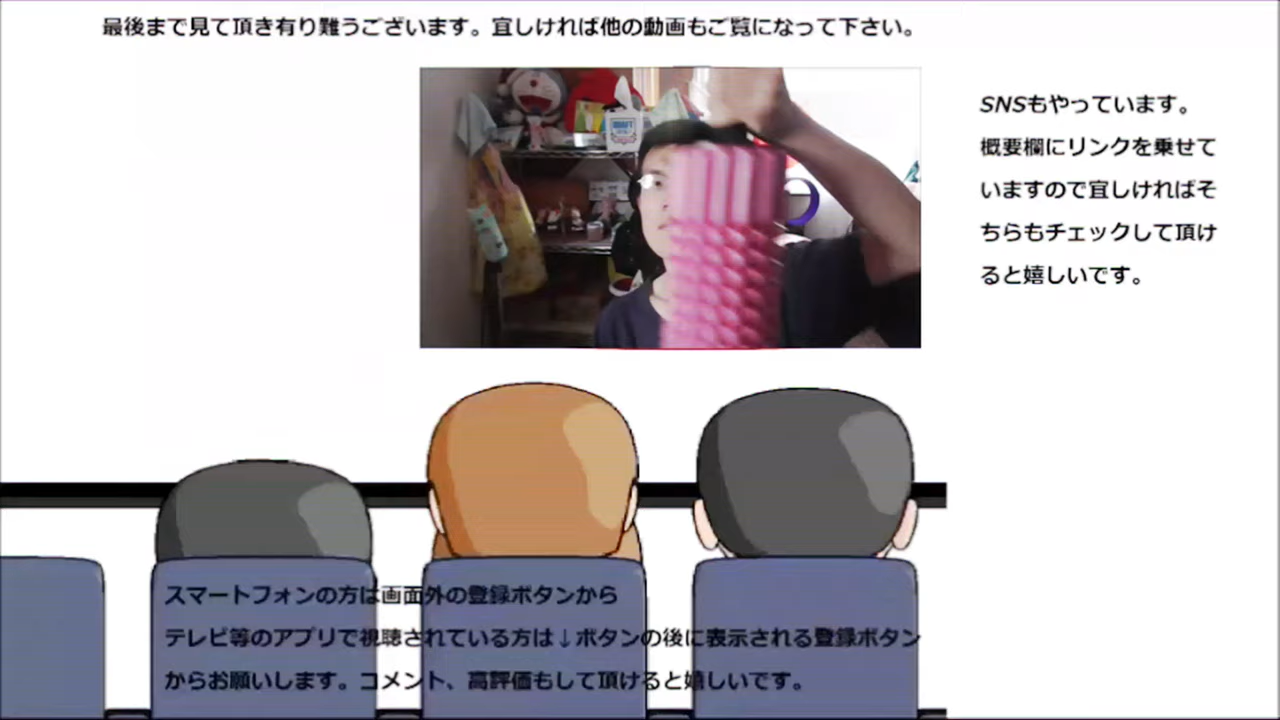 最後まで見て頂き有り難うございます。宜しければ他の動画もご覧になって下さい。
SNSもやっています。
概要欄にリンクを乗せて
いますので宜しければそ
ちらもチェックして頂け
ると嬉しいです。
スマートフォンの方は画面外の登録ボタンから
テレビ等のアプリで視聴されている方は↓ボタンの後に表示される登録ボタン
からお願いします。コメント、高評価もして頂けると嬉しいです。